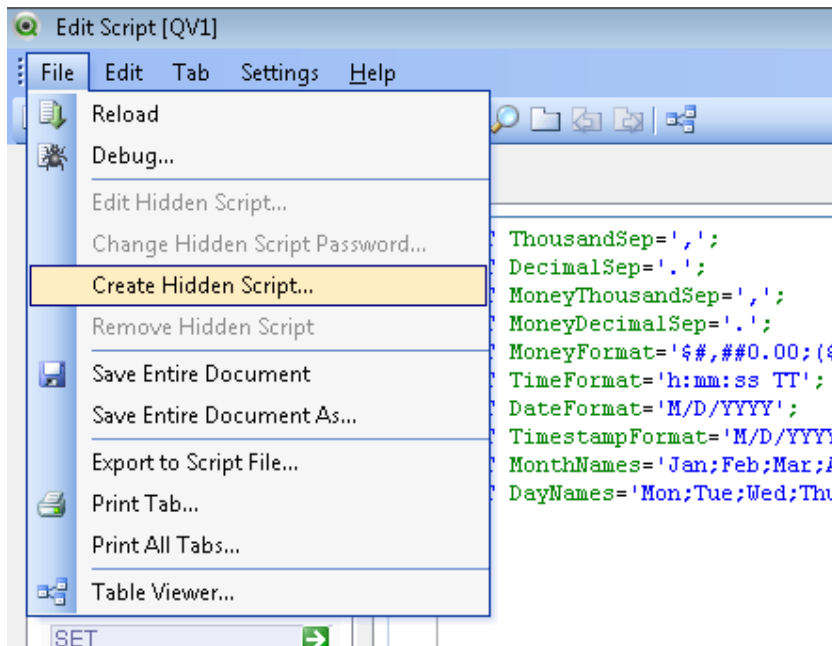 Edit Script [QV1]
File Edit Tab Settings Help
Reload
Debug...
Edit Hidden Script...
Change Hidden Script Password...
Create Hidden Script...
Remove Hidden Script
Save Entire Document
Save Entire Document As...
Export to Script File...
Print Tab...
Print All Tabs...
Table Viewer...
ThousandSep=',';
DecimalSep='.';
MoneyThousandSep=',';
MoneyDecimalSep='.';
MoneyFormat='$#,##0.00;($
TimeFormat='h:mm:ss TT';
DateFormat='M/D/YYYY';
TimestampFormat='M/D/YYYY
MonthNames='Jan;Feb;Mar;A
DayNames='Mon;Tue;Wed;Thu
SET